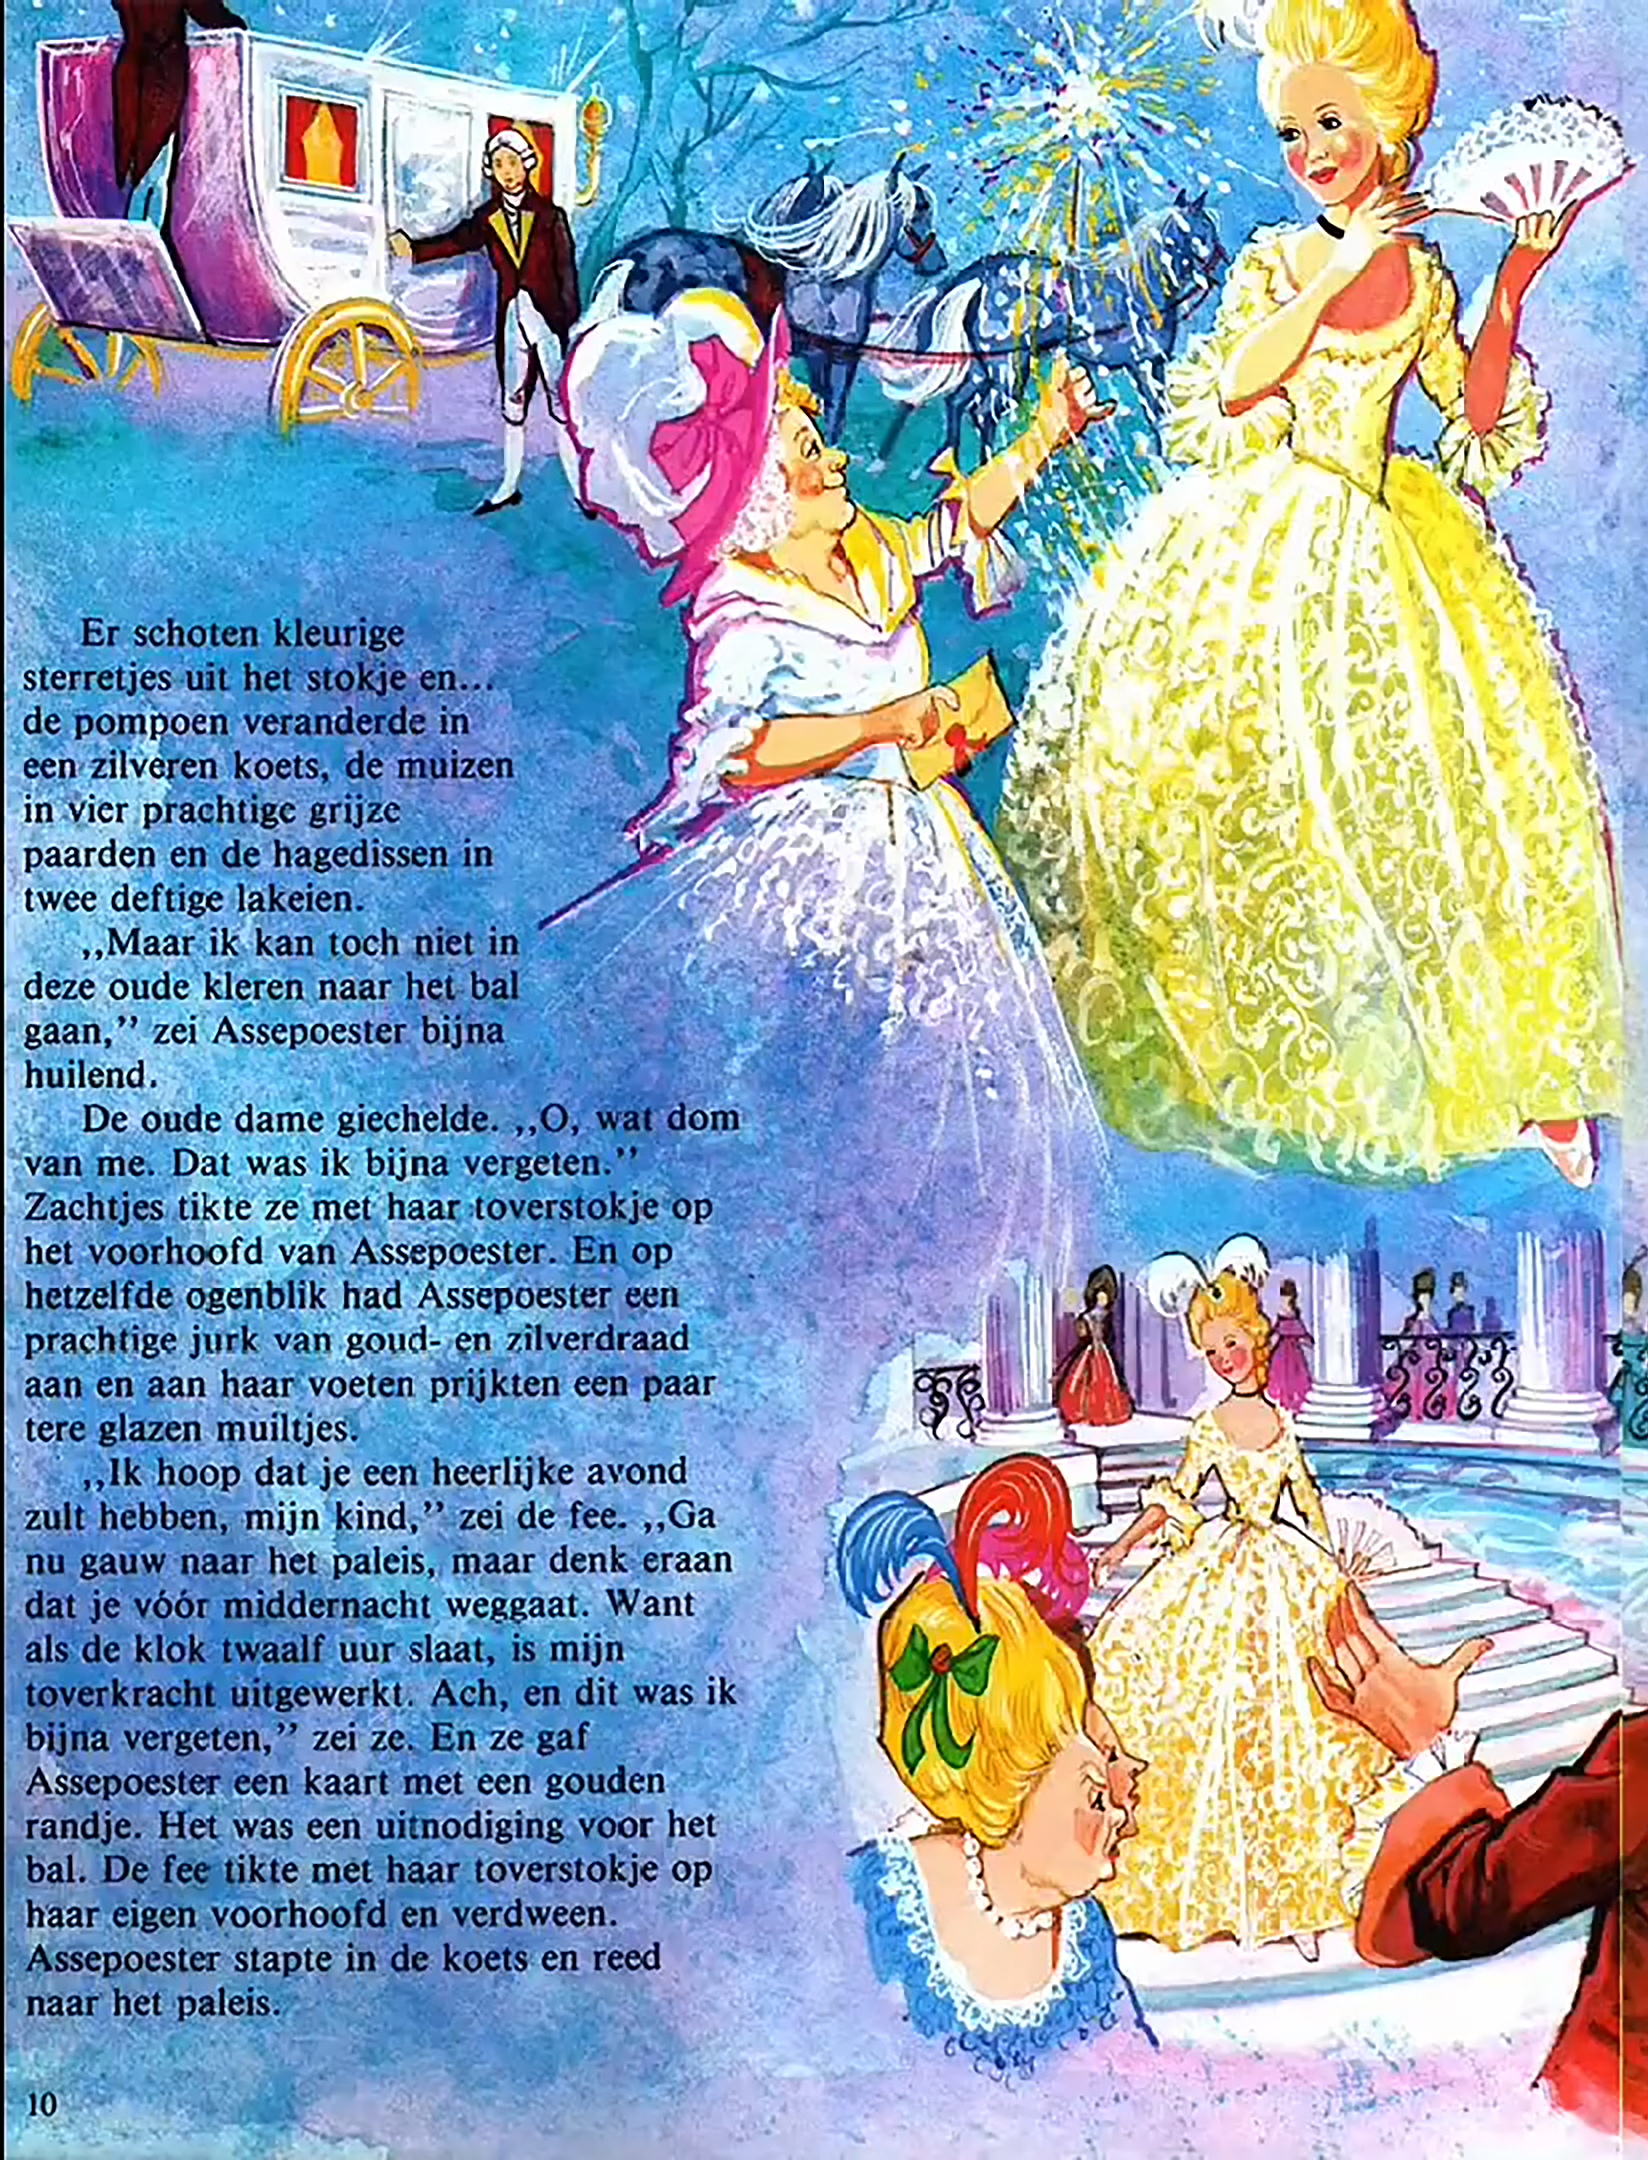 Er schoten kleurige
sterretjes uit het stokje en...
de pompoen veranderde in
een zilveren koets, de muizen
in vier prachtige grijze
paarden en de hagedissen in
twee deftige lakeien.
,,Maar ik kan toch niet in
deze oude kleren naar het bal
gaan,” zei Assepoester bijna
huilend.
De oude dame giechelde. ,,O, wat dom
van me. Dat was ik bijna vergeten.”
Zachtjes tikte ze met haar toverstokje op
het voorhoofd van Assepoester. En op
hetzelfde ogenblik had Assepoester een
prachtige jurk van goud- en zilverdraad
aan en aan haar voeten prijkten een paar
tere glazen muiltjes.
,,Ik hoop dat je een heerlijke avond
zult hebben, mijn kind,” zei de fee. ,,Ga
nu gauw naar het paleis, maar denk eraan
dat je vóór middernacht weggaat. Want
als de klok twaalf uur slaat, is mijn
toverkracht uitgewerkt. Ach, en dit was ik
bijna vergeten,” zei ze. En ze gaf
Assepoester een kaart met een gouden
randje. Het was een uitnodiging voor het
bal. De fee tikte met haar toverstokje op
haar eigen voorhoofd en verdween.
Assepoester stapte in de koets en reed
naar het paleis.
10